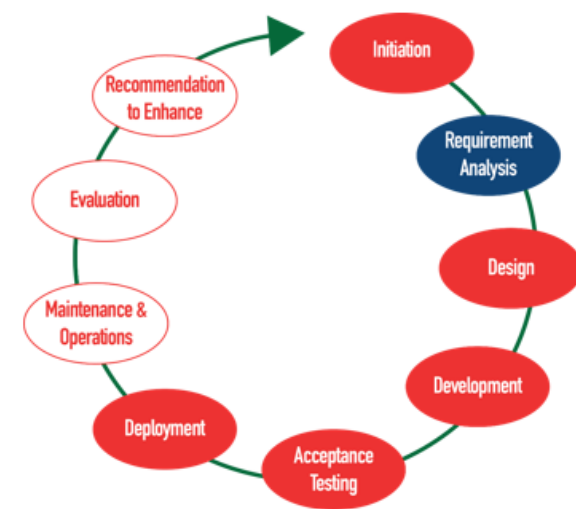 Initiation
Requirement
Analysis
Design
Development
Acceptance
Testing
Deployment
Maintenance &
Operations
Evaluation
Recommendation
to Enhance